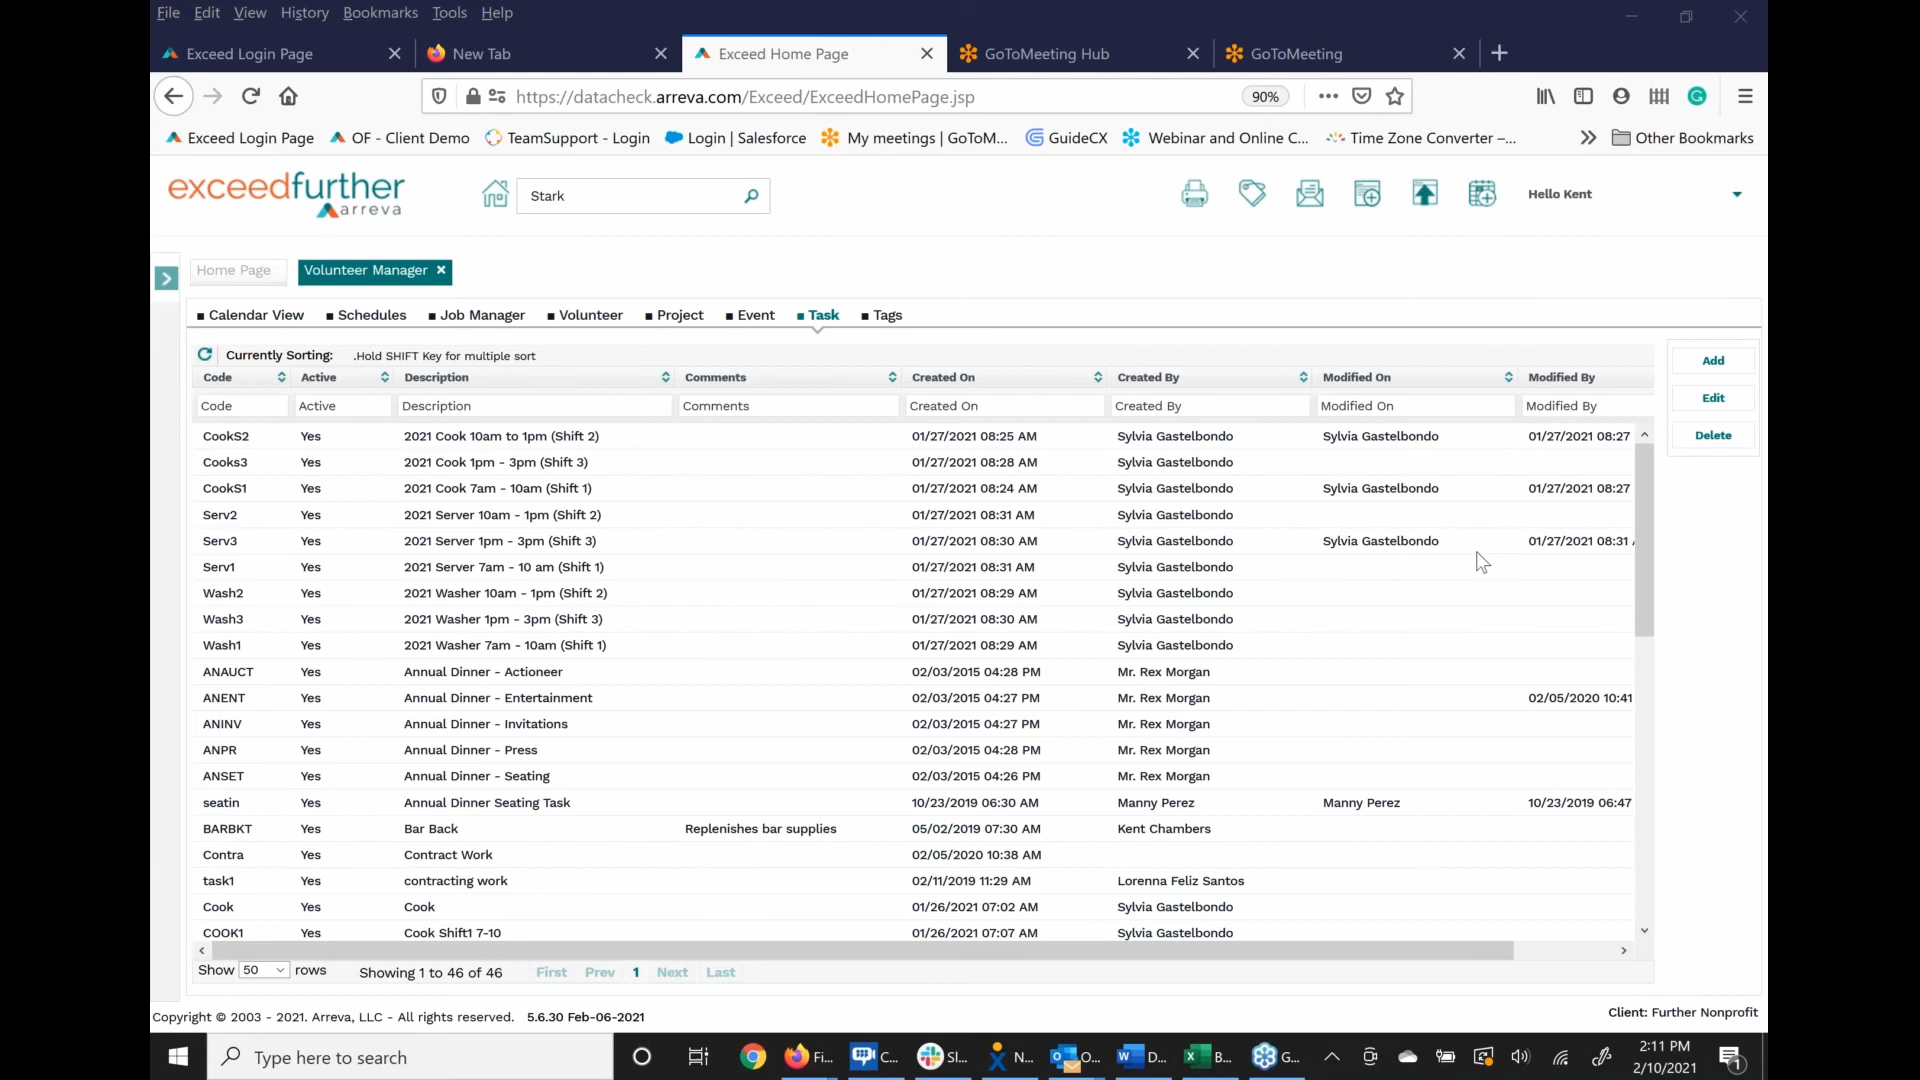 File Edit View History Bookmarks Tools Help
Exceed Login Page New Tab Exceed Home Page GoToMeeting Hub GoToMeeting
https://datacheck.arreva.com/Exceed/ExceedHomePage.jsp 90%
Exceed Login Page OF - Client Demo TeamSupport - Login Login | Salesforce My meetings | GoToM... GuideCX Webinar and Online C... Time Zone Converter –... Other Bookmarks
exceedfurther
arreva
Stark
Hello Kent
Home Page Volunteer Manager
Calendar View Schedules Job Manager Volunteer Project Event Task Tags
Currently Sorting: .Hold SHIFT Key for multiple sort
Code Active Description Comments Created On Created By Modified On Modified By
Code Active Description Comments Created On Created By Modified On Modified By
Add
Edit
Delete
CookS2 Yes 2021 Cook 10am to 1pm (Shift 2) 01/27/2021 08:25 AM Sylvia Gastelbondo Sylvia Gastelbondo 01/27/2021 08:27
Cooks3 Yes 2021 Cook 1pm - 3pm (Shift 3) 01/27/2021 08:28 AM Sylvia Gastelbondo
CookS1 Yes 2021 Cook 7am - 10am (Shift 1) 01/27/2021 08:24 AM Sylvia Gastelbondo Sylvia Gastelbondo 01/27/2021 08:27
Serv2 Yes 2021 Server 10am - 1pm (Shift 2) 01/27/2021 08:31 AM Sylvia Gastelbondo
Serv3 Yes 2021 Server 1pm - 3pm (Shift 3) 01/27/2021 08:30 AM Sylvia Gastelbondo Sylvia Gastelbondo 01/27/2021 08:31
Serv1 Yes 2021 Server 7am - 10 am (Shift 1) 01/27/2021 08:31 AM Sylvia Gastelbondo
Wash2 Yes 2021 Washer 10am - 1pm (Shift 2) 01/27/2021 08:29 AM Sylvia Gastelbondo
Wash3 Yes 2021 Washer 1pm - 3pm (Shift 3) 01/27/2021 08:30 AM Sylvia Gastelbondo
Wash1 Yes 2021 Washer 7am - 10am (Shift 1) 01/27/2021 08:29 AM Sylvia Gastelbondo
ANAUCT Yes Annual Dinner - Actioneer 02/03/2015 04:28 PM Mr. Rex Morgan
ANENT Yes Annual Dinner - Entertainment 02/03/2015 04:27 PM Mr. Rex Morgan 02/05/2020 10:41
ANINV Yes Annual Dinner - Invitations 02/03/2015 04:27 PM Mr. Rex Morgan
ANPR Yes Annual Dinner - Press 02/03/2015 04:28 PM Mr. Rex Morgan
ANSET Yes Annual Dinner - Seating 02/03/2015 04:26 PM Mr. Rex Morgan
seatin Yes Annual Dinner Seating Task 10/23/2019 06:30 AM Manny Perez Manny Perez 10/23/2019 06:47
BARBKT Yes Bar Back Replenishes bar supplies 05/02/2019 07:30 AM Kent Chambers
Contra Yes Contract Work 02/05/2020 10:38 AM
task1 Yes contracting work 02/11/2019 11:29 AM Lorenna Feliz Santos
Cook Yes Cook 01/26/2021 07:02 AM Sylvia Gastelbondo
COOK1 Yes Cook Shift1 7-10 01/26/2021 07:07 AM Sylvia Gastelbondo
Show 50 rows Showing 1 to 46 of 46 First Prev 1 Next Last
Copyright © 2003 - 2021. Arreva, LLC - All rights reserved. 5.6.30 Feb-06-2021
Client: Further Nonprofit
Type here to search Fi... C... Sl... N... O... D... B... G... 2:11 PM
2/10/2021 1